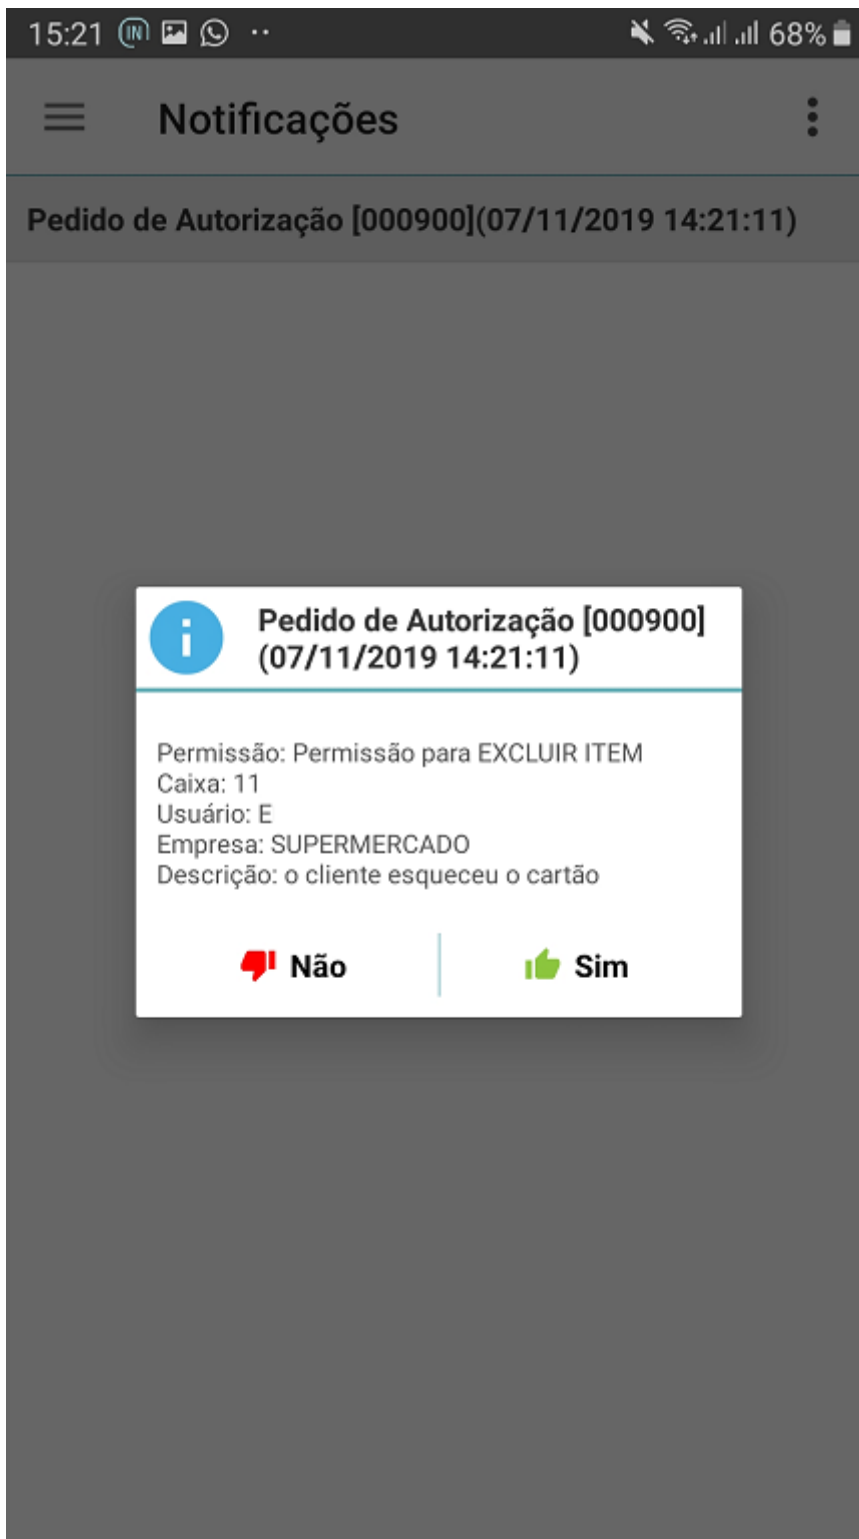 15:21 68%
Notificações
Pedido de Autorização [000900](07/11/2019 14:21:11)
Pedido de Autorização [000900]
(07/11/2019 14:21:11)
Permissão: Permissão para EXCLUIR ITEM
Caixa: 11
Usuário: E
Empresa: SUPERMERCADO
Descrição: o cliente esqueceu o cartão
Não Sim